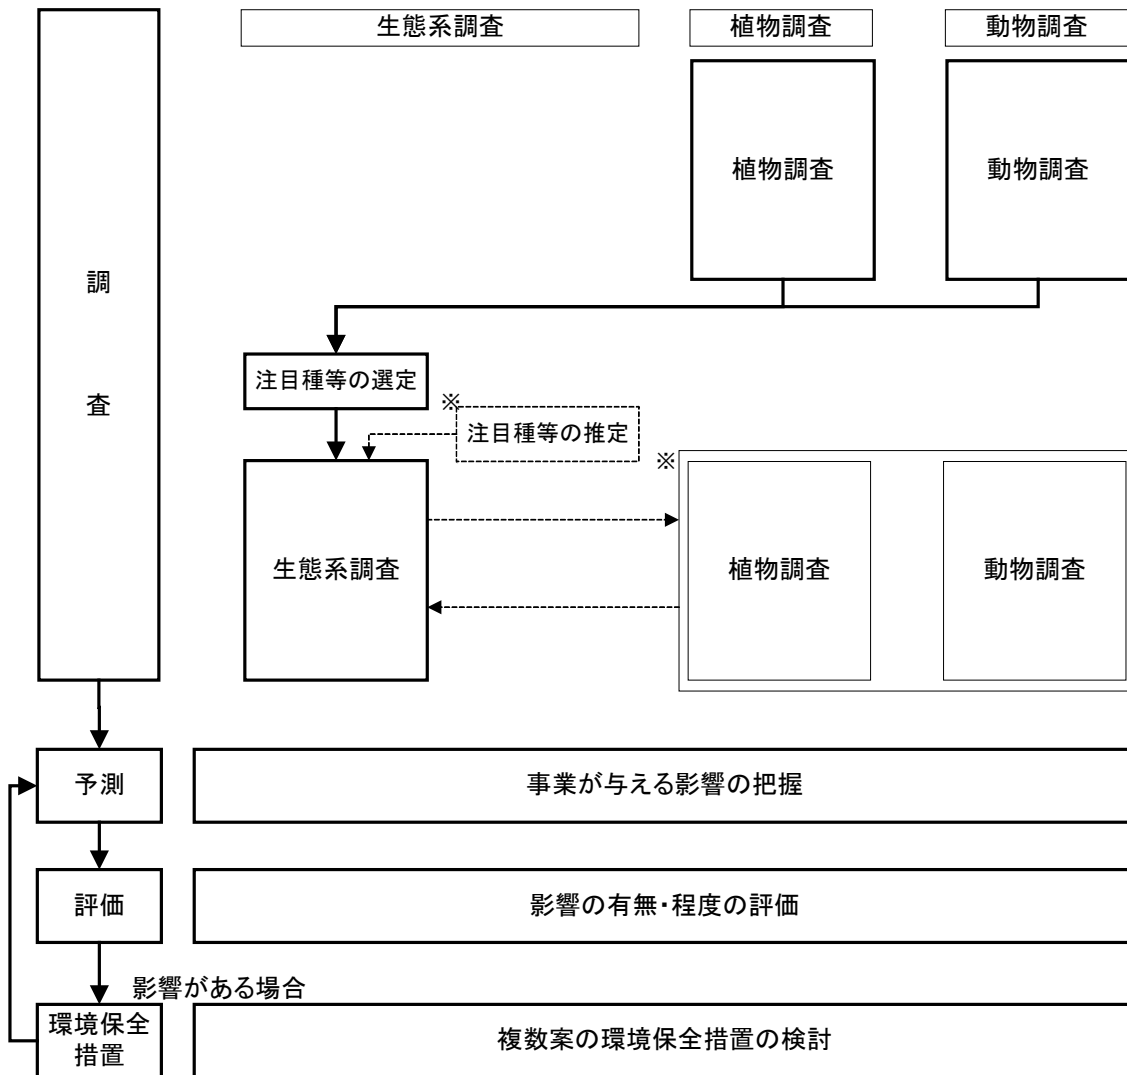 生態系調査
植物調査
動物調査
植物調査
動物調査
調
査
注目種等の選定
※
注目種等の推定
※
生態系調査
植物調査
動物調査
予測
事業が与える影響の把握
評価
影響の有無・程度の評価
影響がある場合
環境保全
措置
複数案の環境保全措置の検討